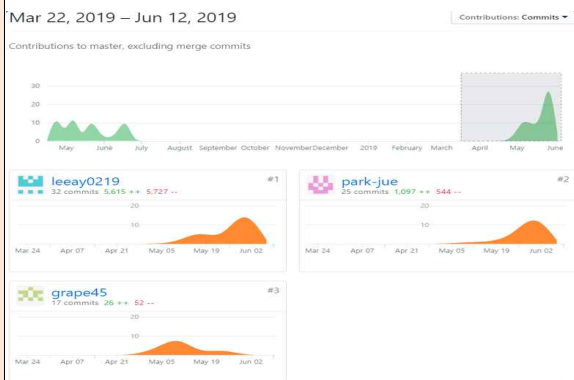 Mar 22, 2019 – Jun 12, 2019
Contributions: Commits
Contributions to master, excluding merge commits
30
20
10
0
May June July August September October November December 2019 February March April May June
leeay0219 #1
32 commits 5,615 ++ 5,727 --
20
10
Mar 24 Apr 07 Apr 21 May 05 May 19 Jun 02
park-jue #2
25 commits 1,097 ++ 544 --
20
10
Mar 24 Apr 07 Apr 21 May 05 May 19 Jun 02
grape45 #3
17 commits 26 ++ 52 --
20
10
Mar 24 Apr 07 Apr 21 May 05 May 19 Jun 02